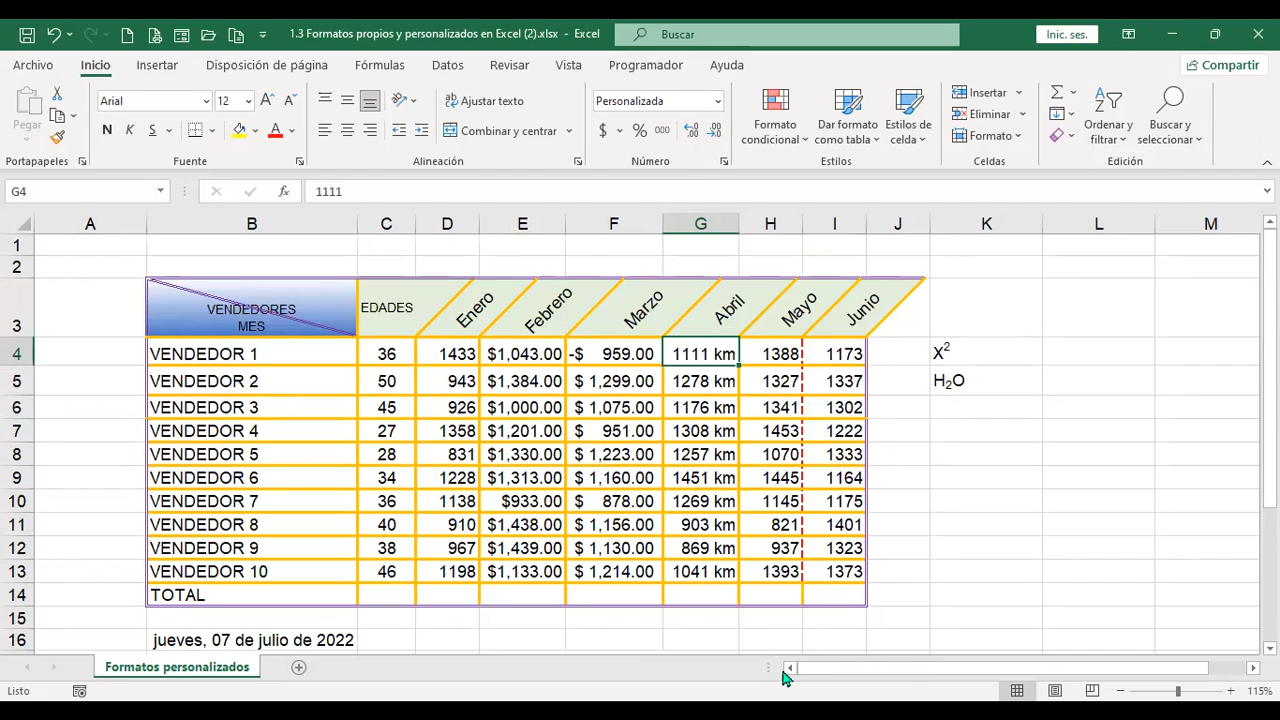 1.3 Formatos propios y personalizados en Excel (2).xlsx - Excel
Buscar
Inic. ses.
Archivo Inicio Insertar Disposición de página Fórmulas Datos Revisar Vista Programador Ayuda Compartir
Pegar
Arial 12
N K S
Ajustar texto
Combinar y centrar
Personalizada
$ % 000
Formato condicional
Dar formato como tabla
Estilos de celda
Insertar
Eliminar
Formato
Ordenar y filtrar
Buscar y seleccionar
Portapapeles Fuente Alineación Número Estilos Celdas Edición
G4 fx 1111
A B C D E F G H I J K L M
1
2
3 VENDEDORES MES EDADES Enero Febrero Marzo Abril Mayo Junio
4 VENDEDOR 1 36 1433 $1,043.00 -$ 959.00 1111 km 1388 1173 X²
5 VENDEDOR 2 50 943 $1,384.00 $ 1,299.00 1278 km 1327 1337 H₂O
6 VENDEDOR 3 45 926 $1,000.00 $ 1,075.00 1176 km 1341 1302
7 VENDEDOR 4 27 1358 $1,201.00 $ 951.00 1308 km 1453 1222
8 VENDEDOR 5 28 831 $1,330.00 $ 1,223.00 1257 km 1070 1333
9 VENDEDOR 6 34 1228 $1,313.00 $ 1,160.00 1451 km 1445 1164
10 VENDEDOR 7 36 1138 $933.00 $ 878.00 1269 km 1145 1175
11 VENDEDOR 8 40 910 $1,438.00 $ 1,156.00 903 km 821 1401
12 VENDEDOR 9 38 967 $1,439.00 $ 1,130.00 869 km 937 1323
13 VENDEDOR 10 46 1198 $1,133.00 $ 1,214.00 1041 km 1393 1373
14 TOTAL
15
16 jueves, 07 de julio de 2022
Formatos personalizados
Listo 115%